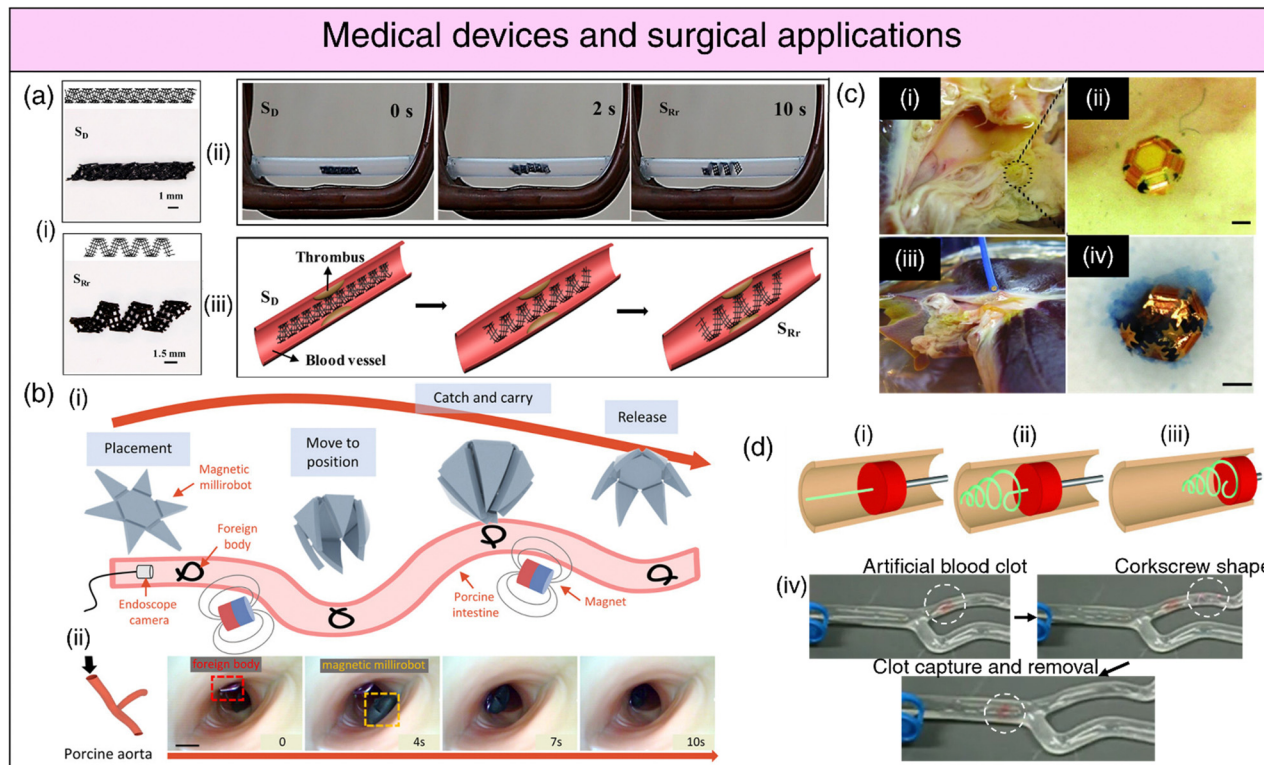 Medical devices and surgical applications
(a)
S_D
1 mm
(i)
S_Rr
1.5 mm
(ii)
S_D
0 s
2 s
S_Rr
10 s
(iii)
Thrombus
S_D
Blood vessel
S_Rr
(c)
(i)
(ii)
(iii)
(iv)
(b)
(i)
Placement
Magnetic
millirobot
Move to
position
Catch and carry
Release
Foreign
body
Endoscope
camera
Porcine
intestine
Magnet
(ii)
Porcine aorta
foreign body
magnetic millirobot
0
4s
7s
10s
(d)
(i)
(ii)
(iii)
(iv)
Artificial blood clot
Corkscrew shape
Clot capture and removal